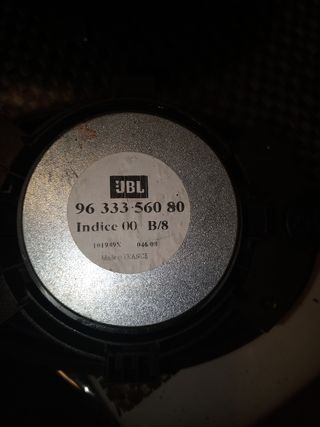 JBL
96 333 560 80
Indice 00 B/8
Made in FRANCE